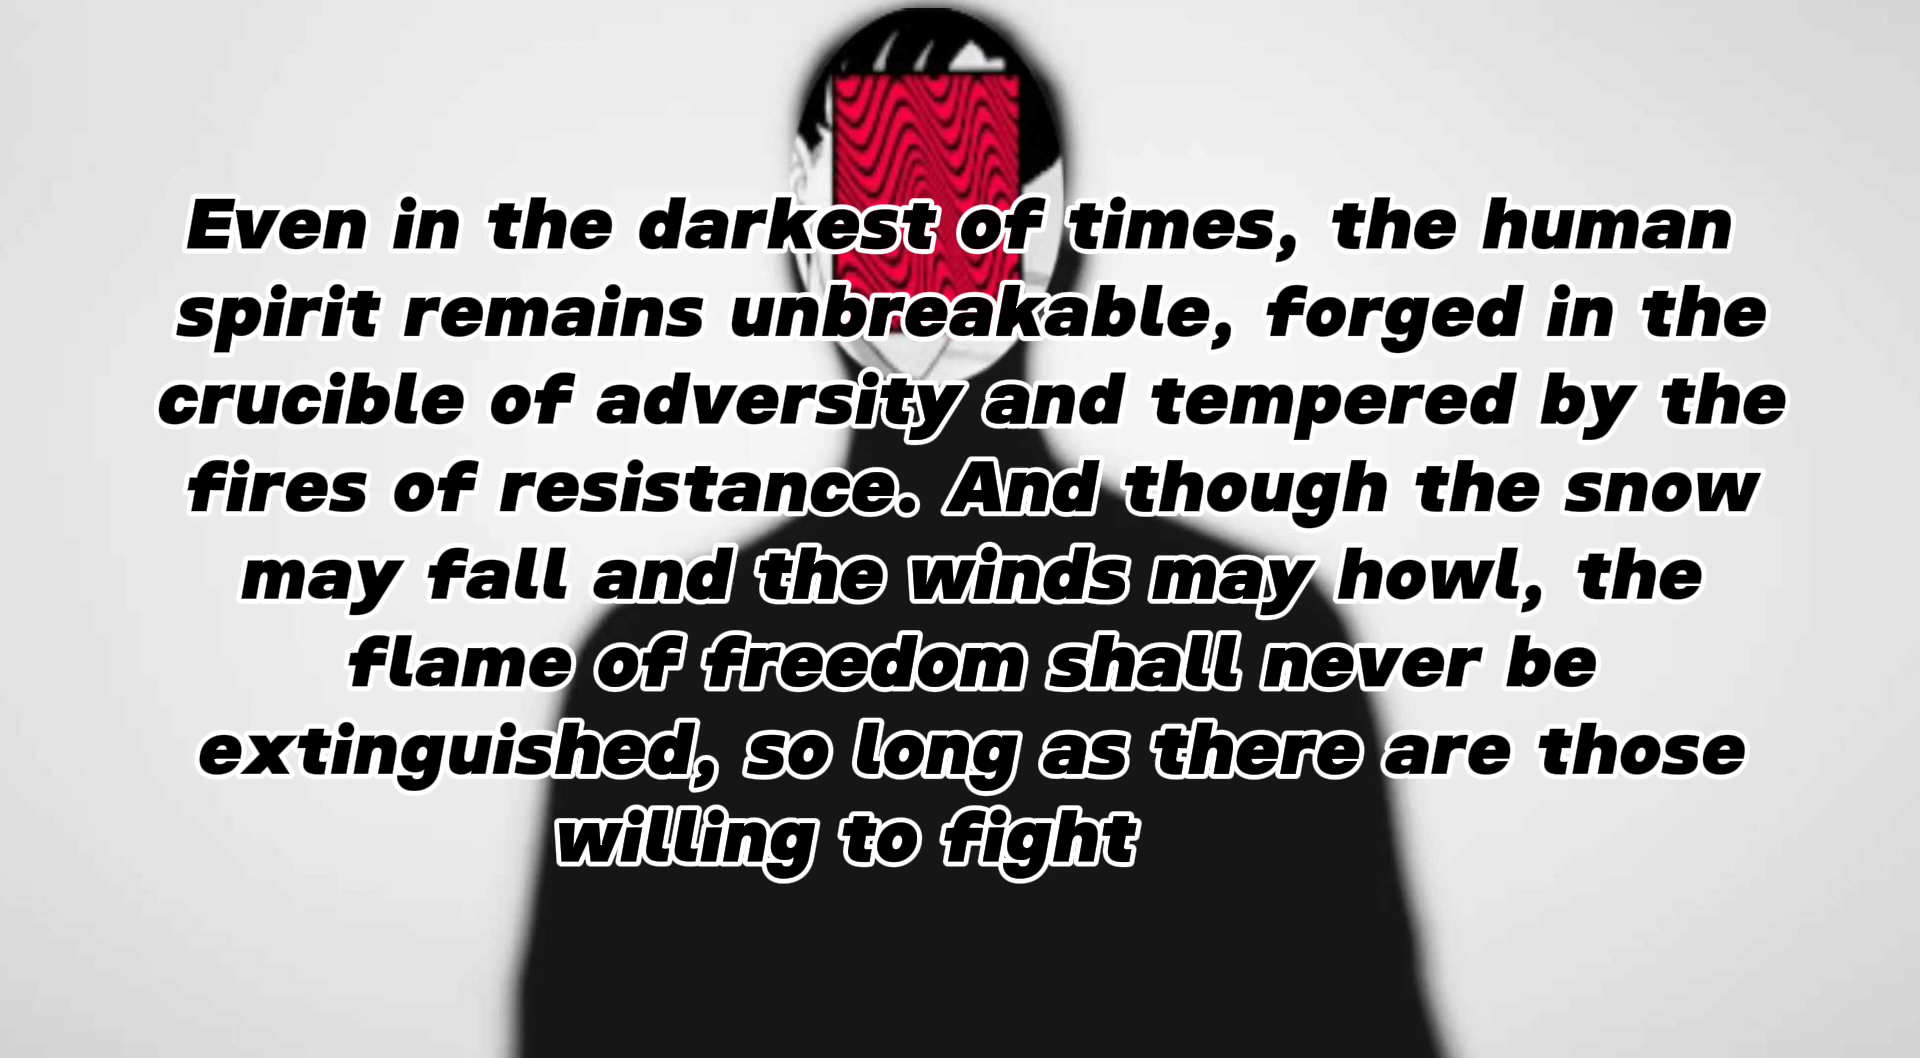 Even in the darkest of times, the human
spirit remains unbreakable, forged in the
crucible of adversity and tempered by the
fires of resistance. And though the snow
may fall and the winds may howl, the
flame of freedom shall never be
extinguished, so long as there are those
willing to fight